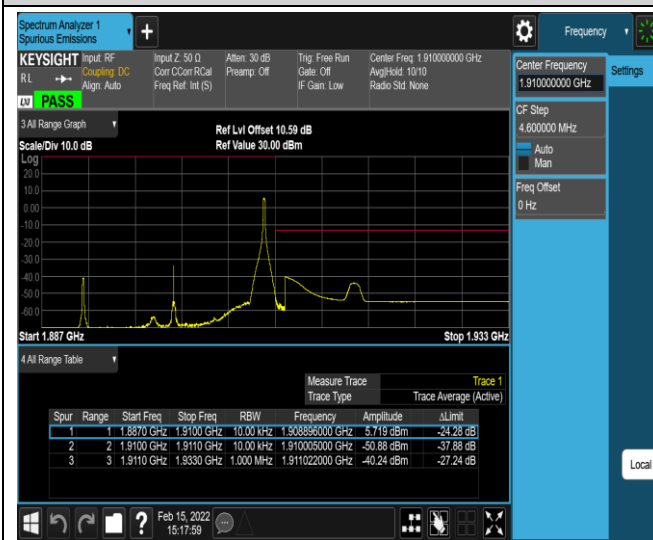 Spectrum Analyzer 1
Spurious Emissions
Frequency
KEYSIGHT
Input: RF
Coupling: DC
Align: Auto
Input Z: 50 Ω
Corr CCorr RCal
Freq Ref: Int (S)
Atten: 30 dB
Preamp: Off
Trig: Free Run
Gate: Off
IF Gain: Low
Center Freq: 1.910000000 GHz
Avg|Hold: 10/10
Radio Std: None
R L
LXI
PASS
Center Frequency
1.910000000 GHz
Settings
CF Step
4.600000 MHz
Auto
Man
Freq Offset
0 Hz
3 All Range Graph
Scale/Div 10.0 dB
Ref Lvl Offset 10.59 dB
Ref Value 30.00 dBm
Log
20.0
10.0
0.00
-10.0
-20.0
-30.0
-40.0
-50.0
-60.0
Start 1.887 GHz
Stop 1.933 GHz
4 All Range Table
Measure Trace Trace 1
Trace Type Trace Average (Active)
Spur Range Start Freq Stop Freq RBW Frequency Amplitude ΔLimit
1 1 1.8870 GHz 1.9100 GHz 10.00 kHz 1.908896000 GHz 5.719 dBm -24.28 dB
2 2 1.9100 GHz 1.9110 GHz 10.00 kHz 1.910005000 GHz -50.88 dBm -37.88 dB
3 3 1.9110 GHz 1.9330 GHz 1.000 MHz 1.911022000 GHz -40.24 dBm -27.24 dB
Local
?
Feb 15, 2022
15:17:59